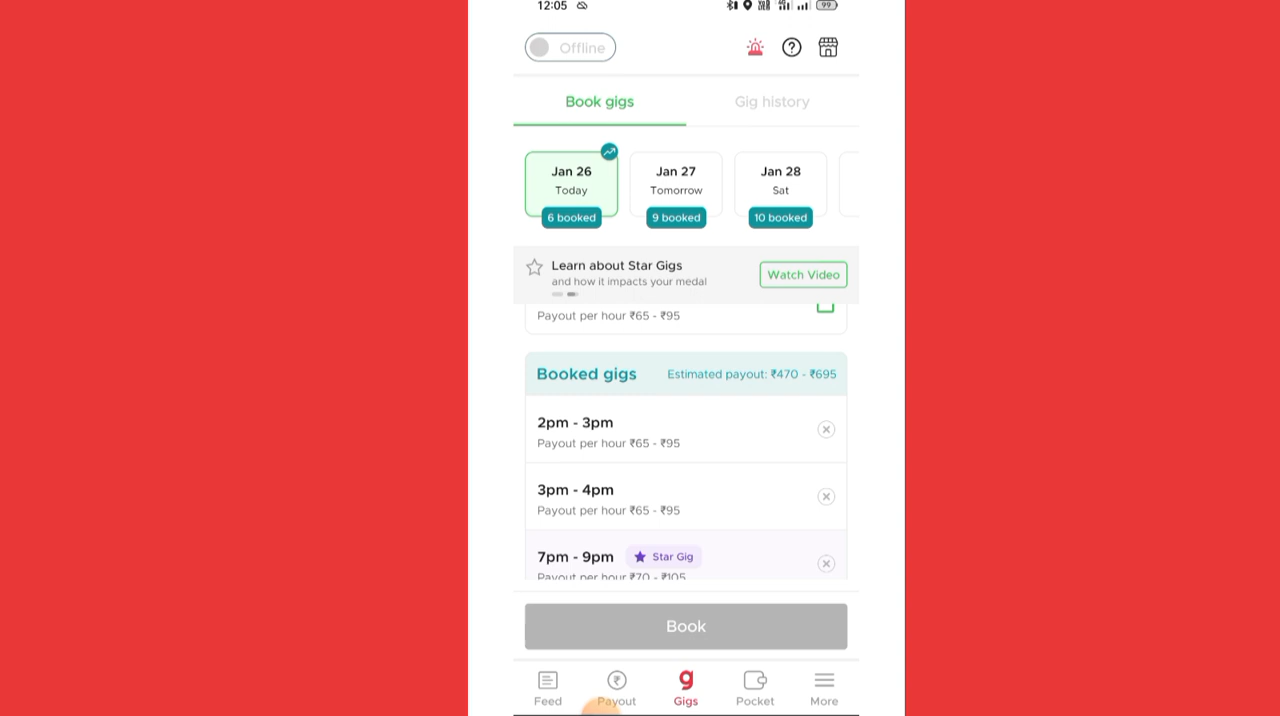 12:05
99
Offline
Book gigs
Gig history
Jan 26
Today
6 booked
Jan 27
Tomorrow
9 booked
Jan 28
Sat
10 booked
Learn about Star Gigs
and how it impacts your medal
Watch Video
Payout per hour ₹65 - ₹95
Booked gigs
Estimated payout: ₹470 - ₹695
2pm - 3pm
Payout per hour ₹65 - ₹95
3pm - 4pm
Payout per hour ₹65 - ₹95
7pm - 9pm
Star Gig
Payout per hour ₹70 - ₹105
Book
Feed
Payout
Gigs
Pocket
More